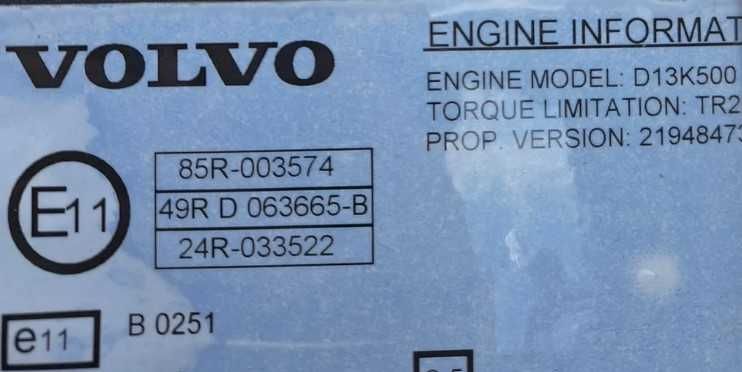 VOLVO
E11
85R-003574
49R D 063665-B
24R-033522
e11
B 0251
ENGINE MODEL: D13K500
TORQUE LIMITATION: TR2
PROP. VERSION: 21948473
ENGINE INFORMAT